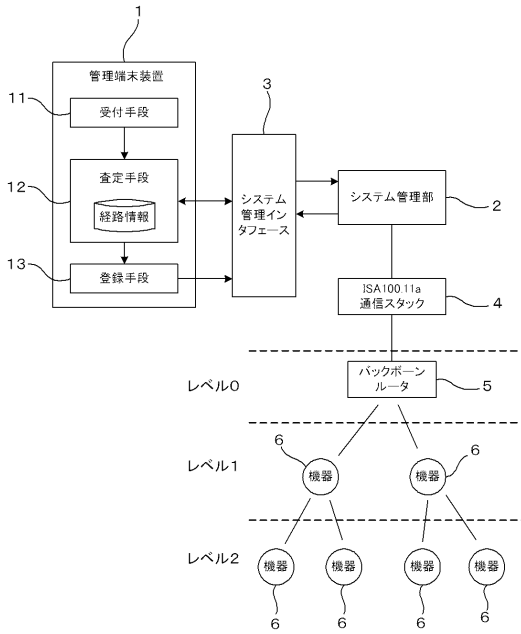 1
管理端末装置
11
受付手段
12
査定手段
経路情報
13
登録手段
3
システム
管理イン
タフェース
システム管理部
2
ISA100.11a
通信スタック
4
レベル0
バックボーン
ルータ
5
レベル1
6
機器
6
機器
レベル2
機器
機器
機器
機器
6
6
6
6